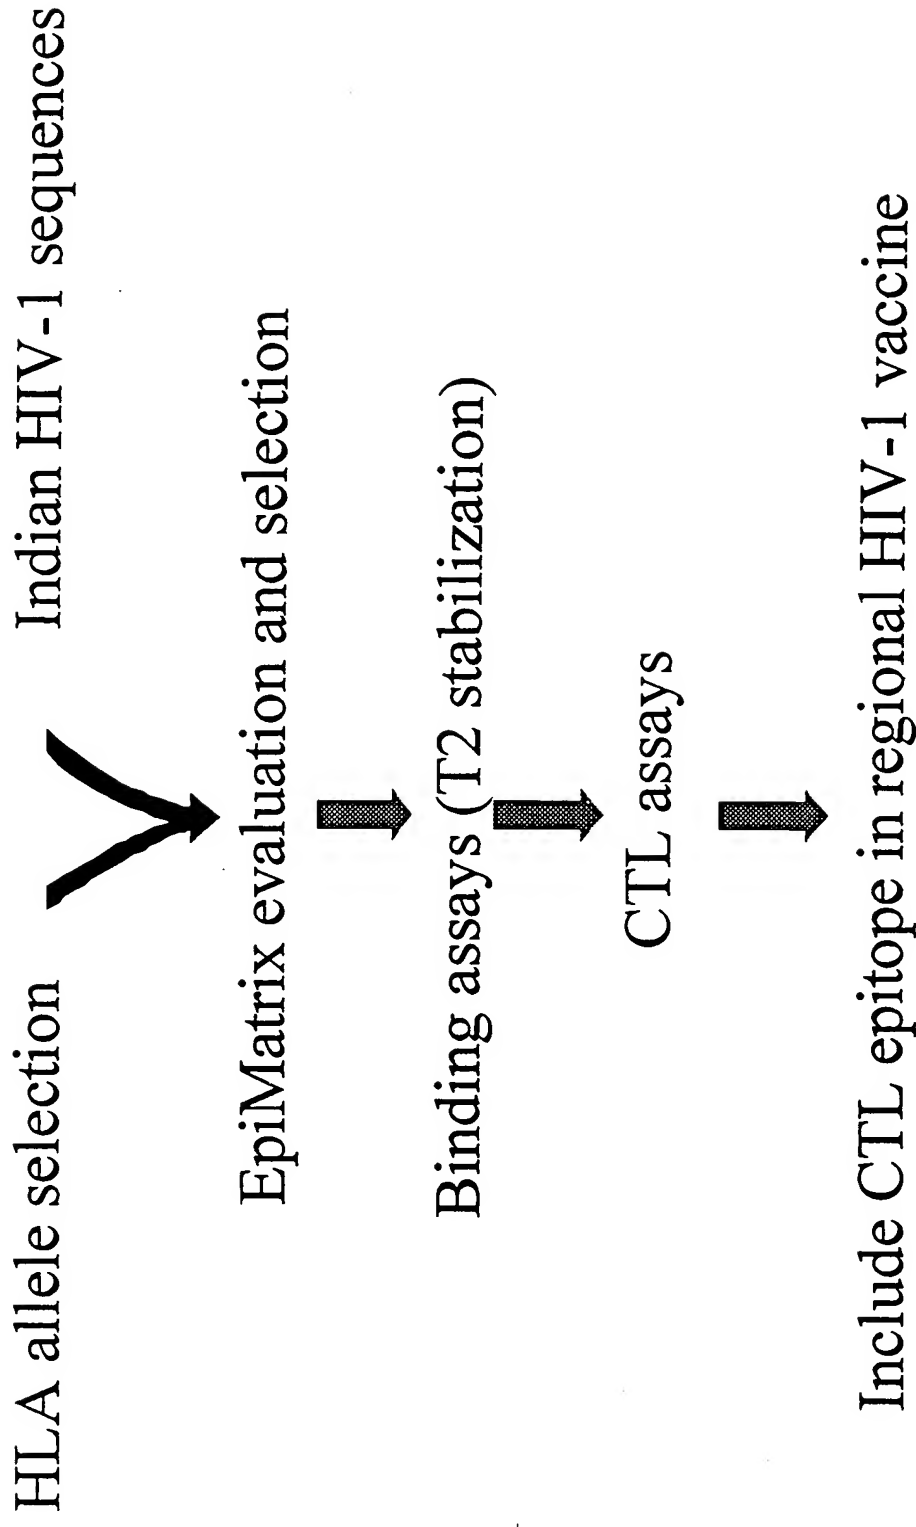 HLA allele selection
Indian HIV-1 sequences
EpiMatrix evaluation and selection
Binding assays (T2 stabilization)
CTL assays
Include CTL epitope in regional HIV-1 vaccine